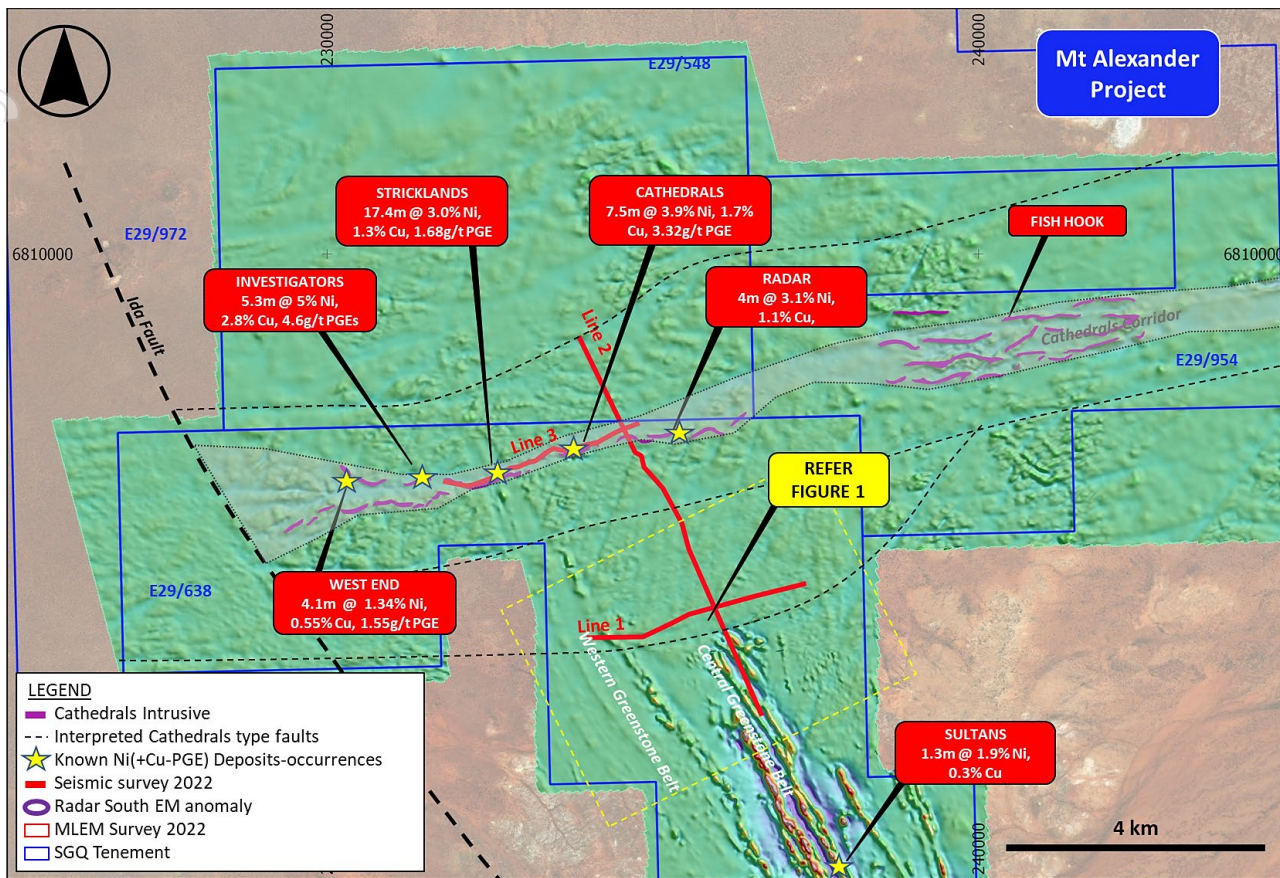 230000
240000
Mt Alexander
Project
E29/548
STRICKLANDS
17.4m @ 3.0% Ni,
1.3% Cu, 1.68g/t PGE
CATHEDRALS
7.5m @ 3.9% Ni, 1.7%
Cu, 3.32g/t PGE
FISH HOOK
E29/972
6810000
6810000
INVESTIGATORS
5.3m @ 5% Ni,
2.8% Cu, 4.6g/t PGEs
RADAR
4m @ 3.1% Ni,
1.1% Cu,
Ida Fault
Line 2
Cathedrals Corridor
E29/954
Line 3
REFER
FIGURE 1
WEST END
4.1m @ 1.34% Ni,
0.55% Cu, 1.55g/t PGE
E29/638
Line 1
Western Greenstone Belt
Central Greenstone Belt
SULTANS
1.3m @ 1.9% Ni,
0.3% Cu
LEGEND
Cathedrals Intrusive
Interpreted Cathedrals type faults
Known Ni(+Cu-PGE) Deposits-occurrences
Seismic survey 2022
Radar South EM anomaly
MLEM Survey 2022
SGQ Tenement
240000
4 km